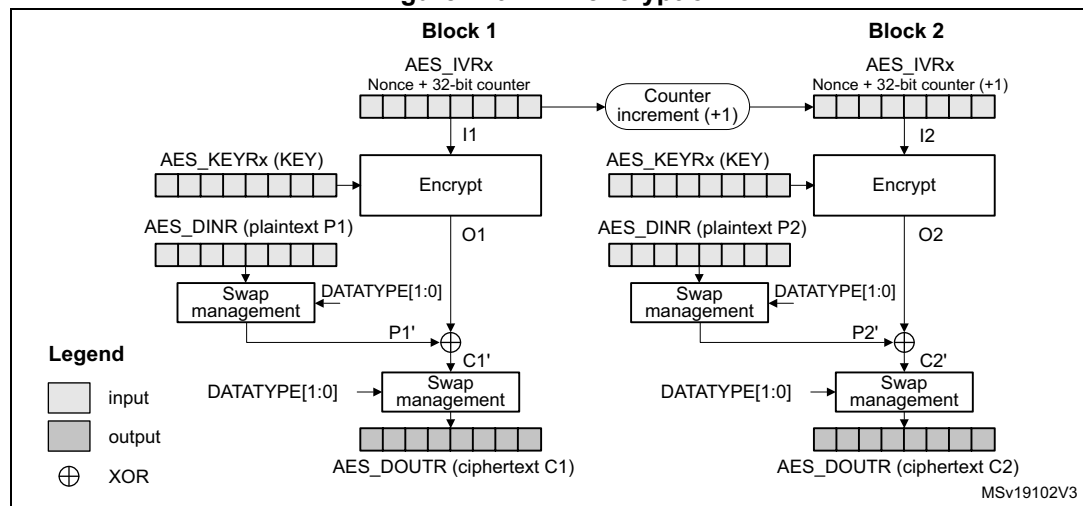 Block 1
Block 2
AES_IVRx
Nonce + 32-bit counter
Counter
increment (+1)
AES_IVRx
Nonce + 32-bit counter (+1)
I1
I2
AES_KEYRx (KEY)
Encrypt
AES_KEYRx (KEY)
Encrypt
AES_DINR (plaintext P1)
O1
AES_DINR (plaintext P2)
O2
Swap
management
DATATYPE[1:0]
Swap
management
DATATYPE[1:0]
P1'
P2'
Legend
C1'
C2'
input
DATATYPE[1:0]
Swap
management
DATATYPE[1:0]
Swap
management
output
XOR
AES_DOUTR (ciphertext C1)
AES_DOUTR (ciphertext C2)
MSv19102V3